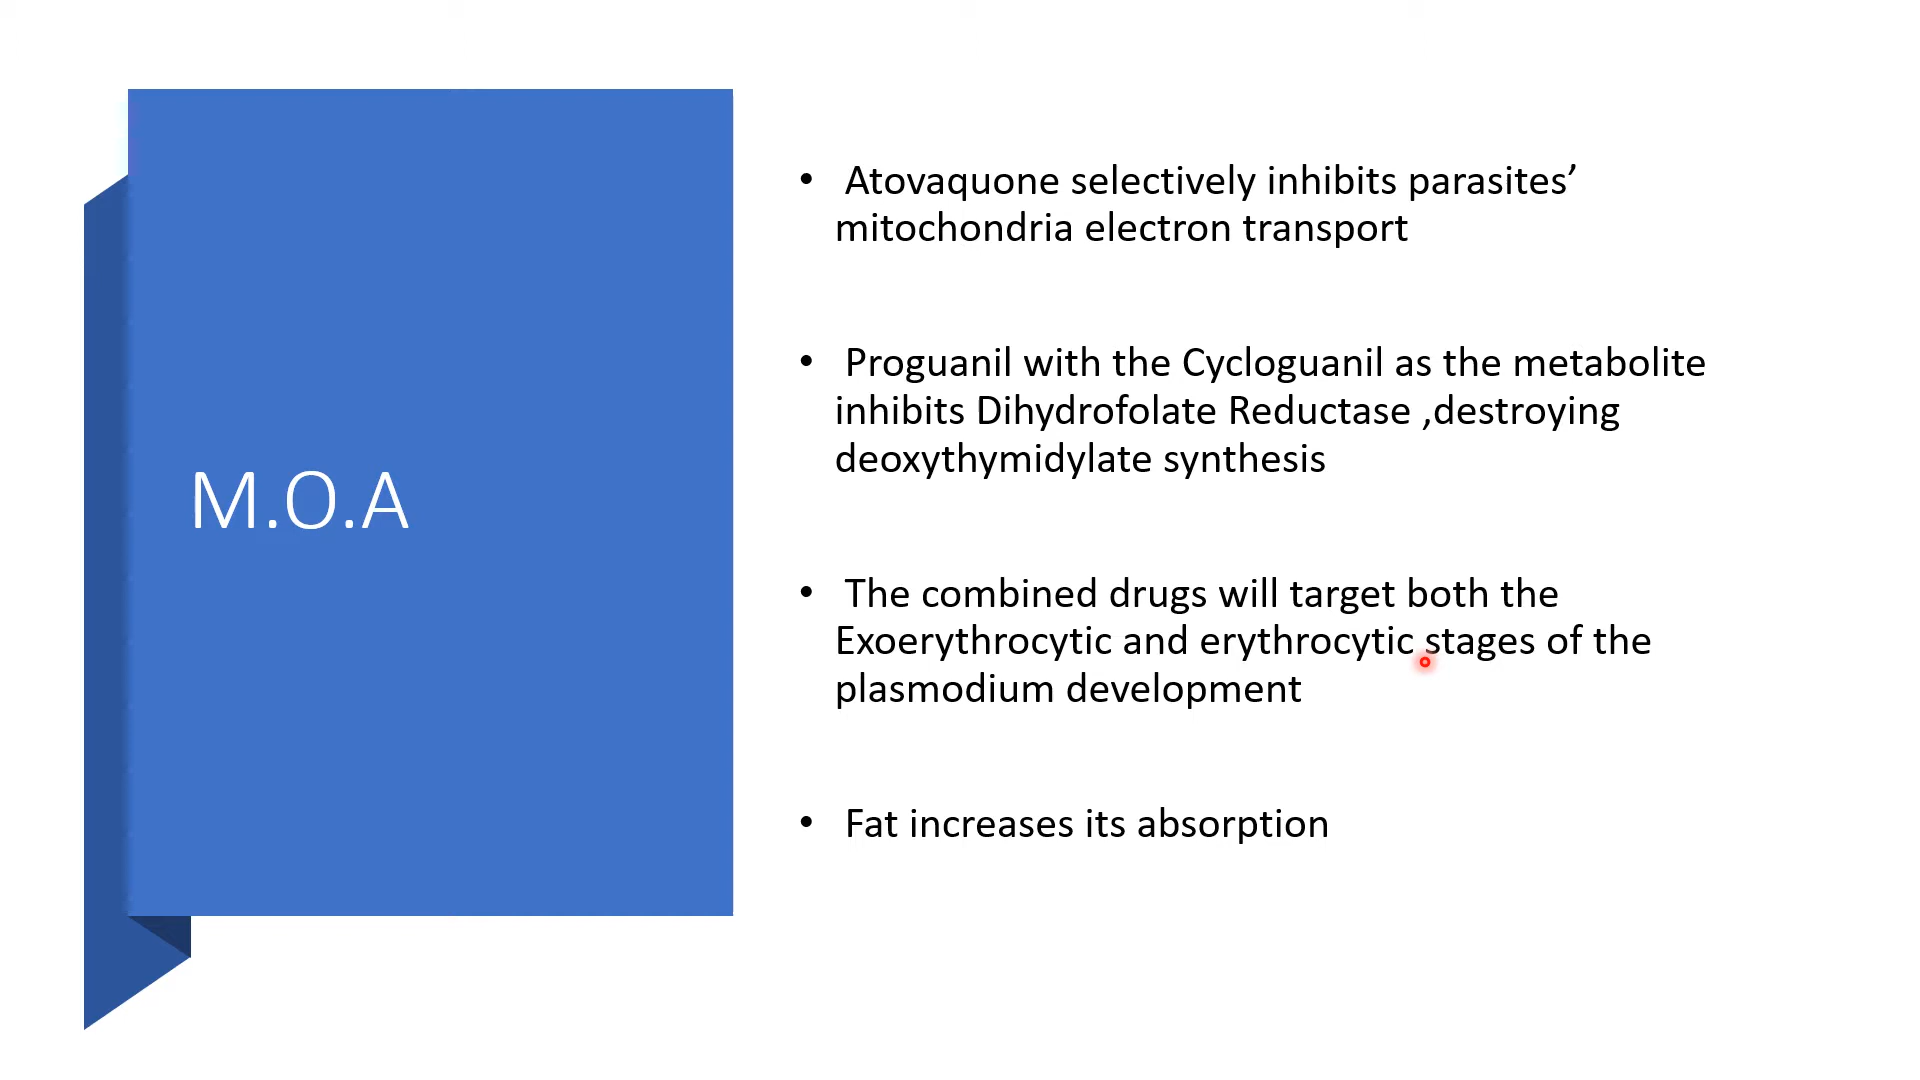 M.O.A
• Atovaquone selectively inhibits parasites’
mitochondria electron transport
• Proguanil with the Cycloguanil as the metabolite
inhibits Dihydrofolate Reductase ,destroying
deoxythymidylate synthesis
• The combined drugs will target both the
Exoerythrocytic and erythrocytic stages of the
plasmodium development
• Fat increases its absorption